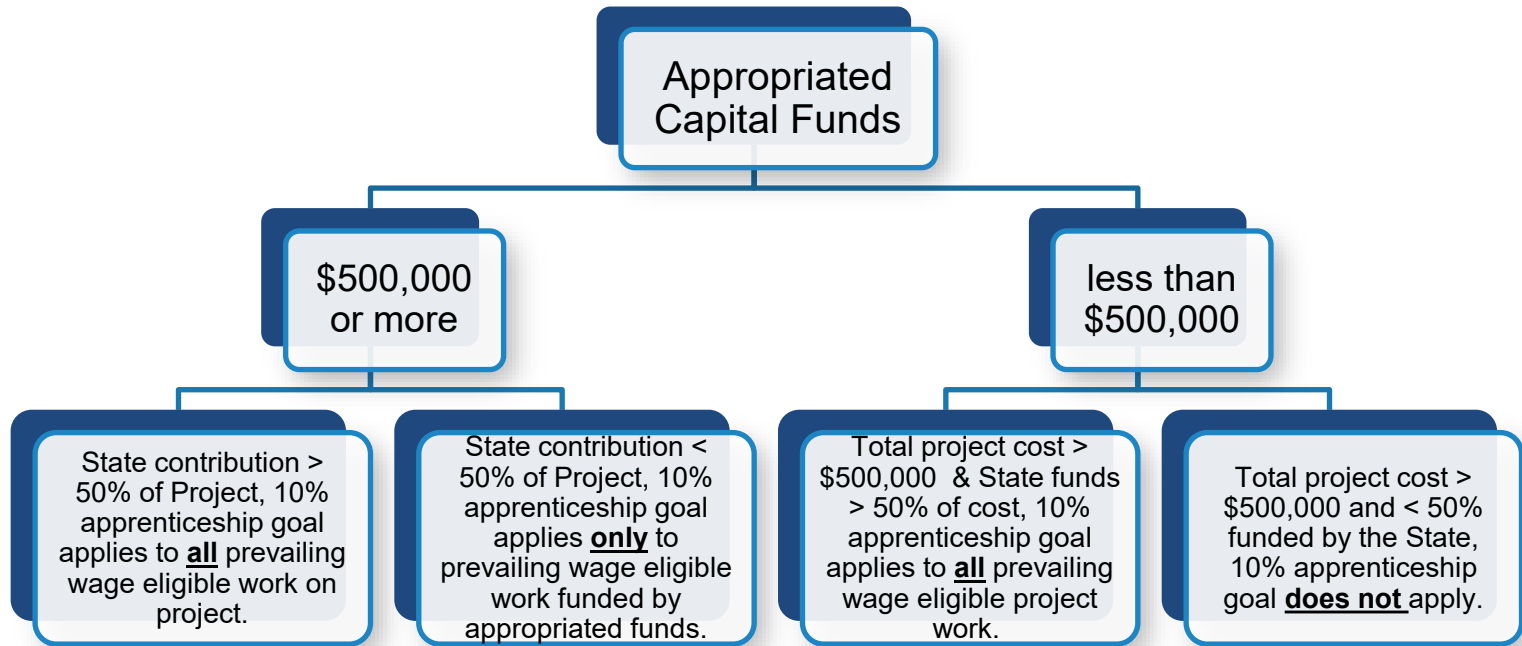 Appropriated
Capital Funds
$500,000
or more
less than
$500,000
State contribution >
50% of Project, 10%
apprenticeship goal
applies to all prevailing
wage eligible work on
project.
State contribution <
50% of Project, 10%
apprenticeship goal
applies only to
prevailing wage eligible
work funded by
appropriated funds.
Total project cost >
$500,000 & State funds
> 50% of cost, 10%
apprenticeship goal
applies to all prevailing
wage eligible project
work.
Total project cost >
$500,000 and < 50%
funded by the State,
10% apprenticeship
goal does not apply.